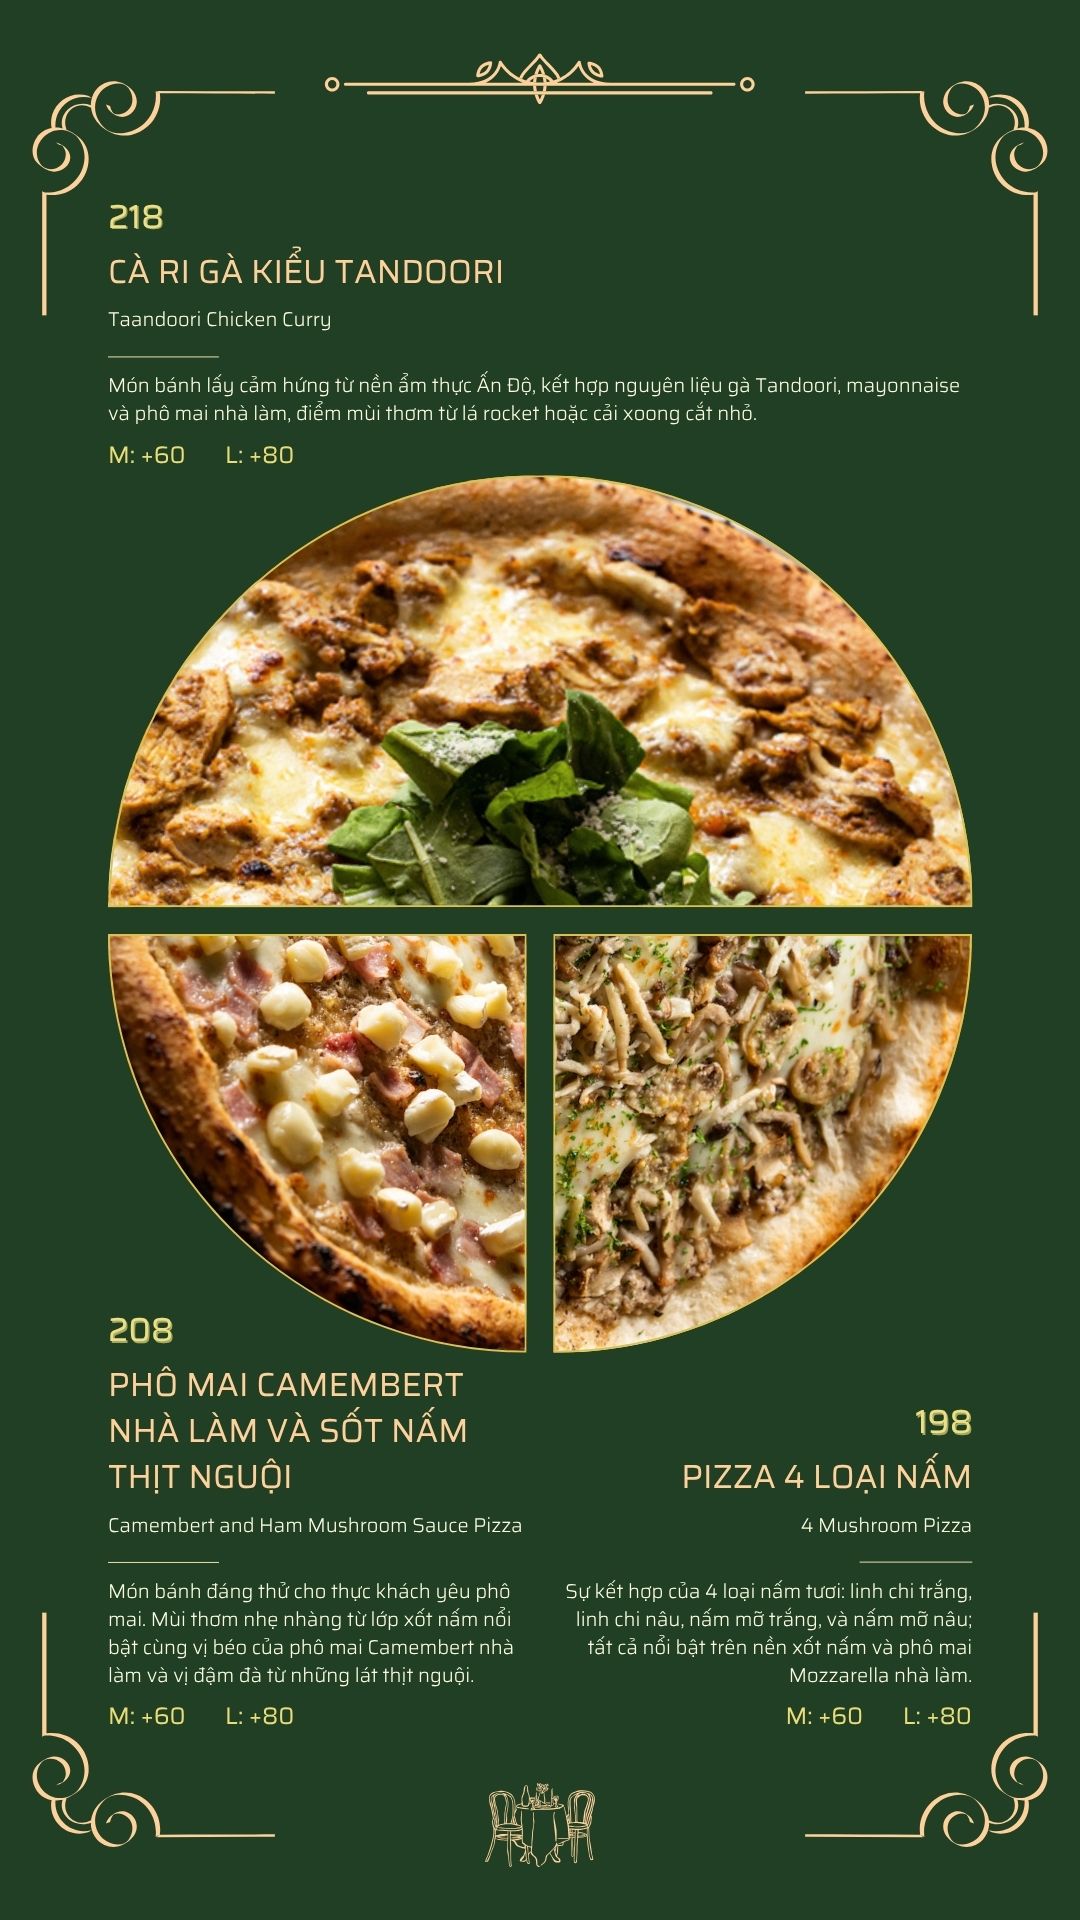 218
CÀ RI GÀ KIỂU TANDOORI
Taandoori Chicken Curry
Món bánh lấy cảm hứng từ nền ẩm thực Ấn Độ, kết hợp nguyên liệu gà Tandoori, mayonnaise
và phô mai nhà làm, điểm mùi thơm từ lá rocket hoặc cải xoong cắt nhỏ.
M: +60 L: +80
208
PHÔ MAI CAMEMBERT
NHÀ LÀM VÀ SỐT NẤM
THỊT NGUỘI
Camembert and Ham Mushroom Sauce Pizza
Món bánh đáng thử cho thực khách yêu phô
mai. Mùi thơm nhẹ nhàng từ lớp xốt nấm nổi
bật cùng vị béo của phô mai Camembert nhà
làm và vị đậm đà từ những lát thịt nguội.
M: +60 L: +80
198
PIZZA 4 LOẠI NẤM
4 Mushroom Pizza
Sự kết hợp của 4 loại nấm tươi: linh chi trắng,
linh chi nâu, nấm mỡ trắng, và nấm mỡ nâu;
tất cả nổi bật trên nền xốt nấm và phô mai
Mozzarella nhà làm.
M: +60 L: +80